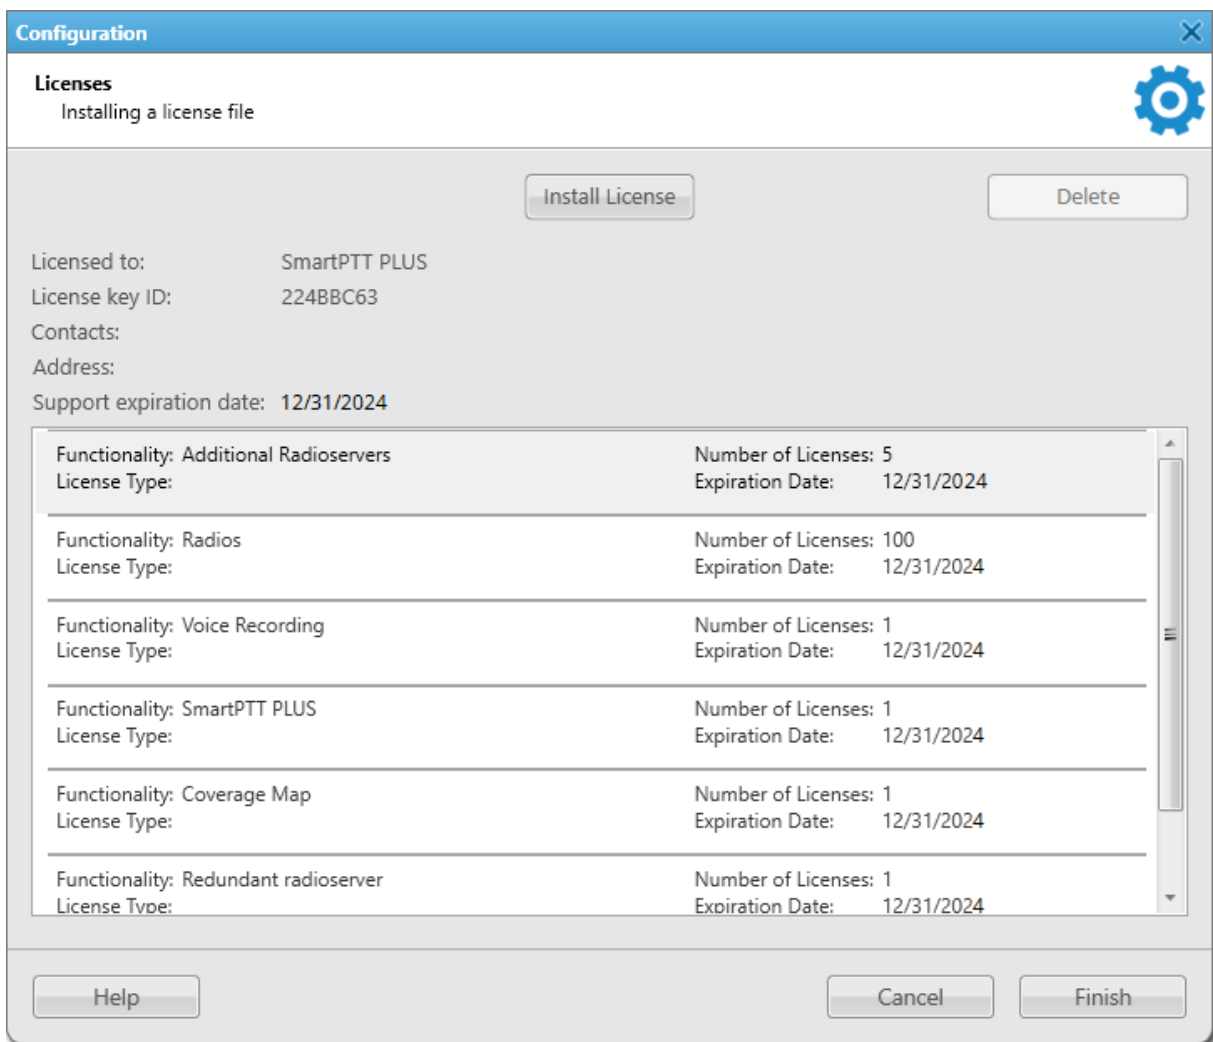 Configuration
Licenses
Installing a license file
Install License Delete
Licensed to: SmartPTT PLUS
License key ID: 224BBC63
Contacts:
Address:
Support expiration date: 12/31/2024
Functionality: Additional Radioservers Number of Licenses: 5
License Type: Expiration Date: 12/31/2024
Functionality: Radios Number of Licenses: 100
License Type: Expiration Date: 12/31/2024
Functionality: Voice Recording Number of Licenses: 1
License Type: Expiration Date: 12/31/2024
Functionality: SmartPTT PLUS Number of Licenses: 1
License Type: Expiration Date: 12/31/2024
Functionality: Coverage Map Number of Licenses: 1
License Type: Expiration Date: 12/31/2024
Functionality: Redundant radioserver Number of Licenses: 1
License Type: Expiration Date: 12/31/2024
Help Cancel Finish